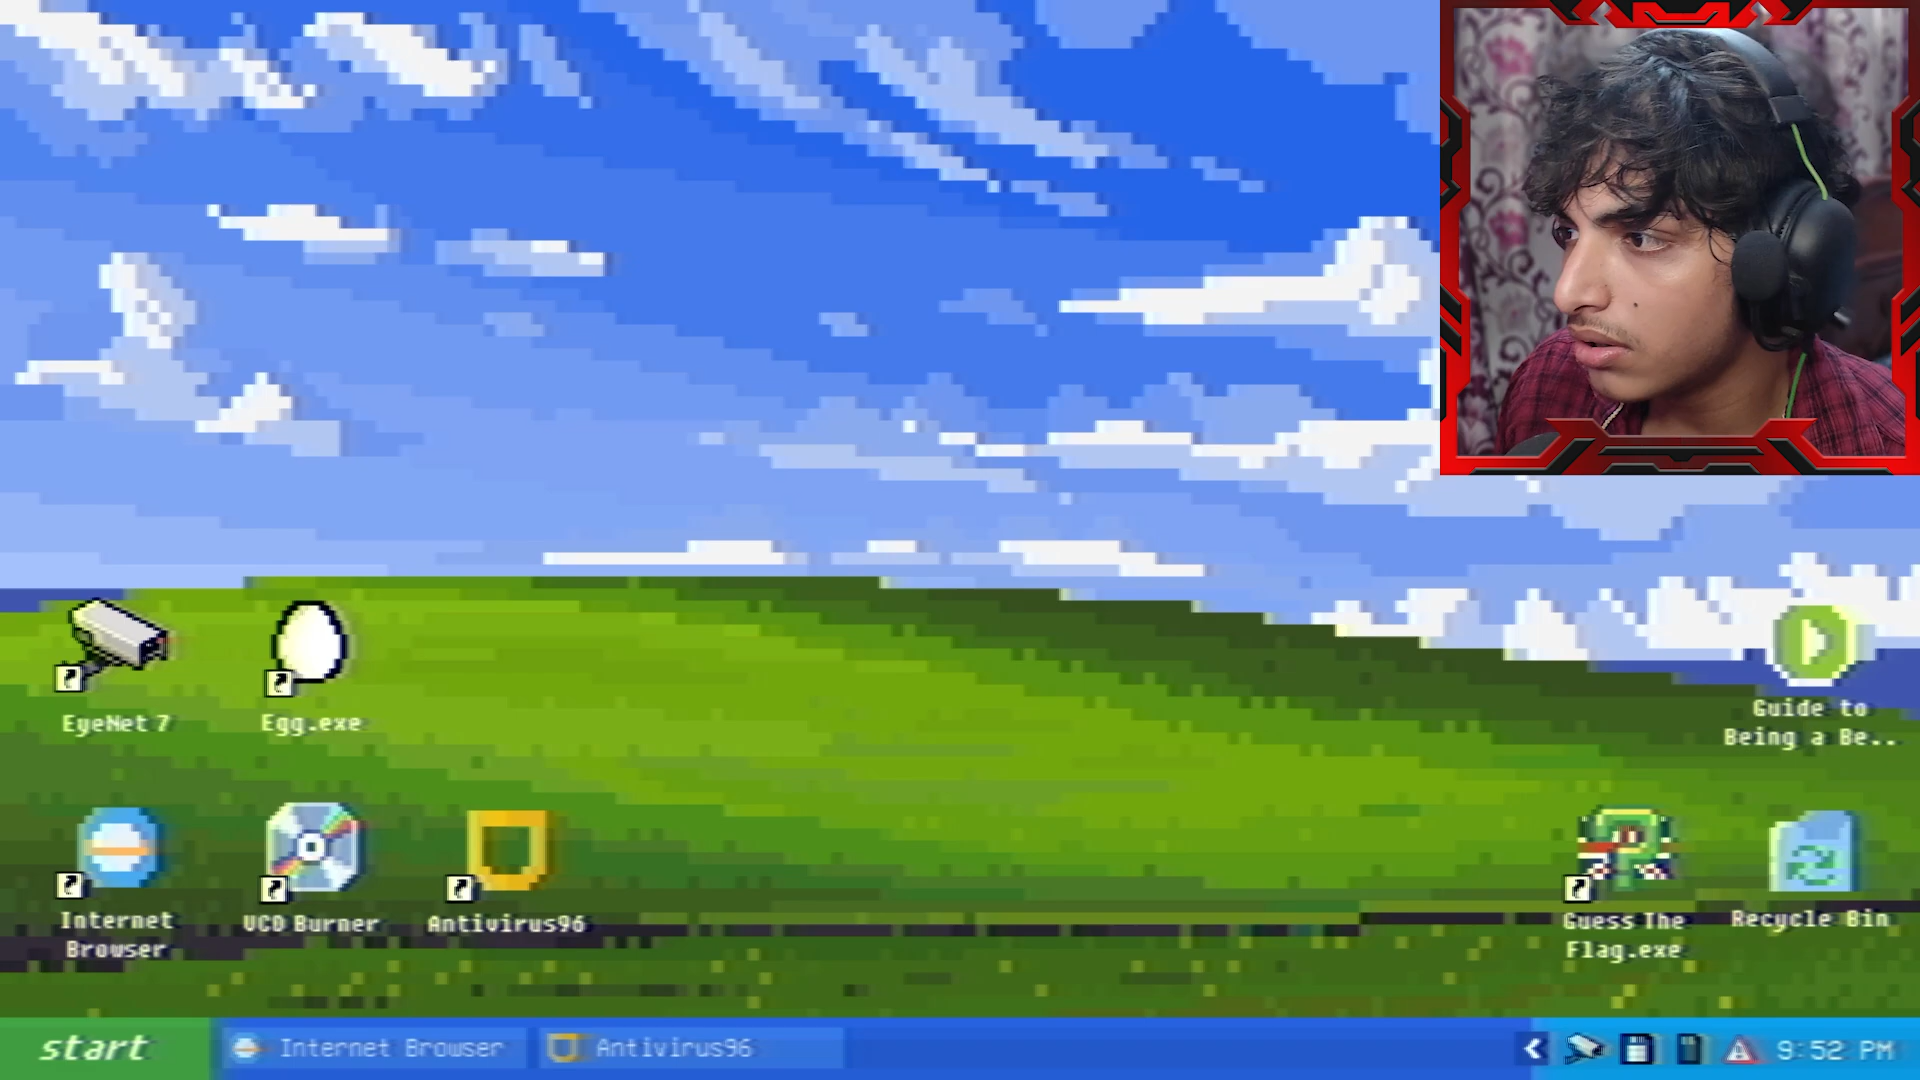 EyeNet 7
Egg.exe
Guide to
Being a Be..
Internet
Browser
VCD Burner
Antivirus96
Guess The
Flag.exe
Recycle Bin
start
Internet Browser
Antivirus96
9:52 PM